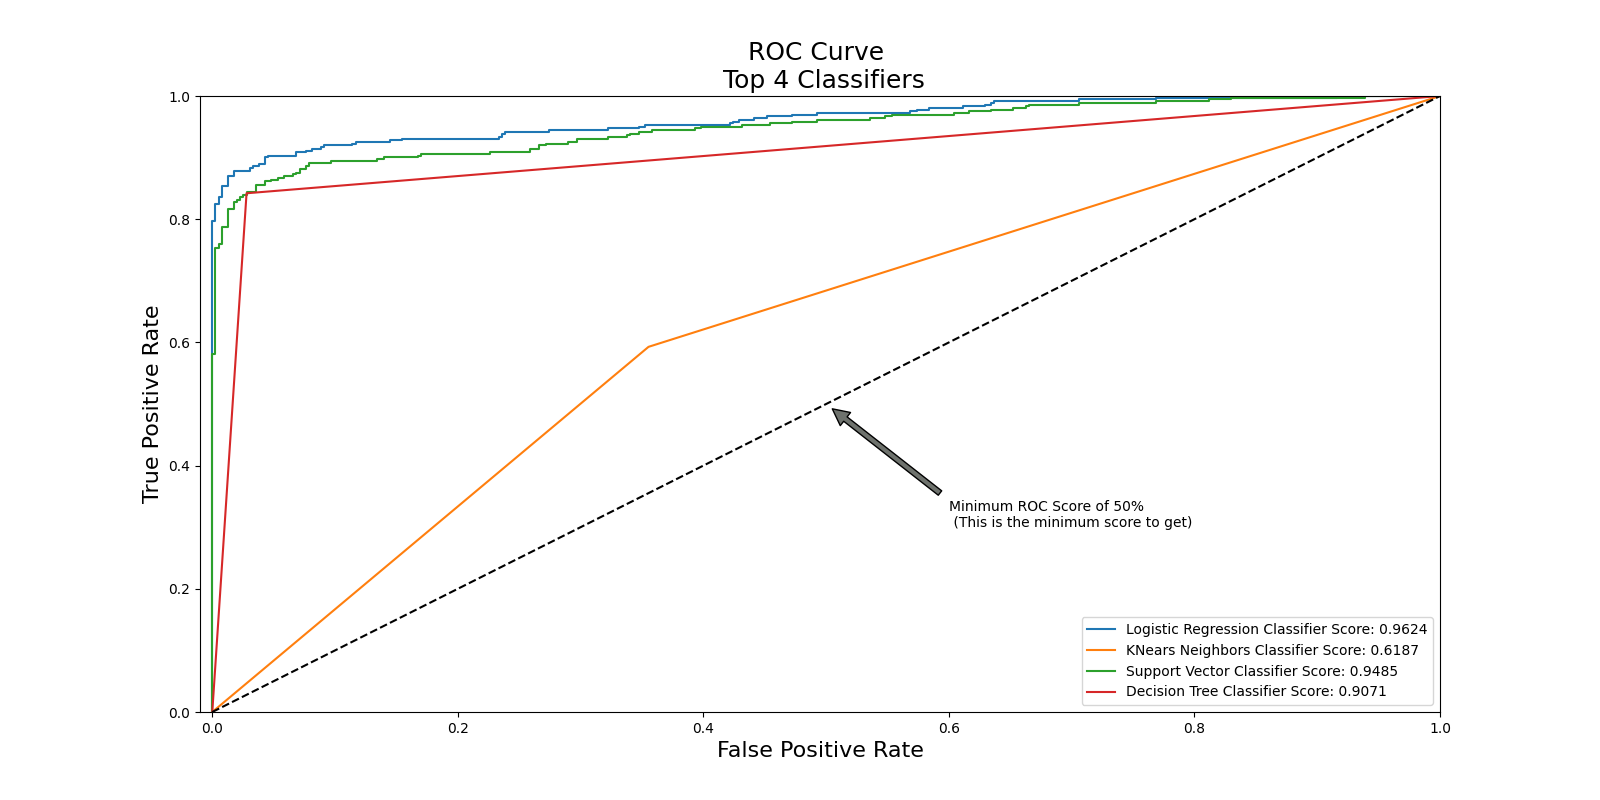 ROC Curve
Top 4 Classifiers
True Positive Rate
1.0
0.8
0.6
0.4
0.2
0.0
Minimum ROC Score of 50%
(This is the minimum score to get)
Logistic Regression Classifier Score: 0.9624
KNears Neighbors Classifier Score: 0.6187
Support Vector Classifier Score: 0.9485
Decision Tree Classifier Score: 0.9071
0.0 0.2 0.4 0.6 0.8 1.0
False Positive Rate